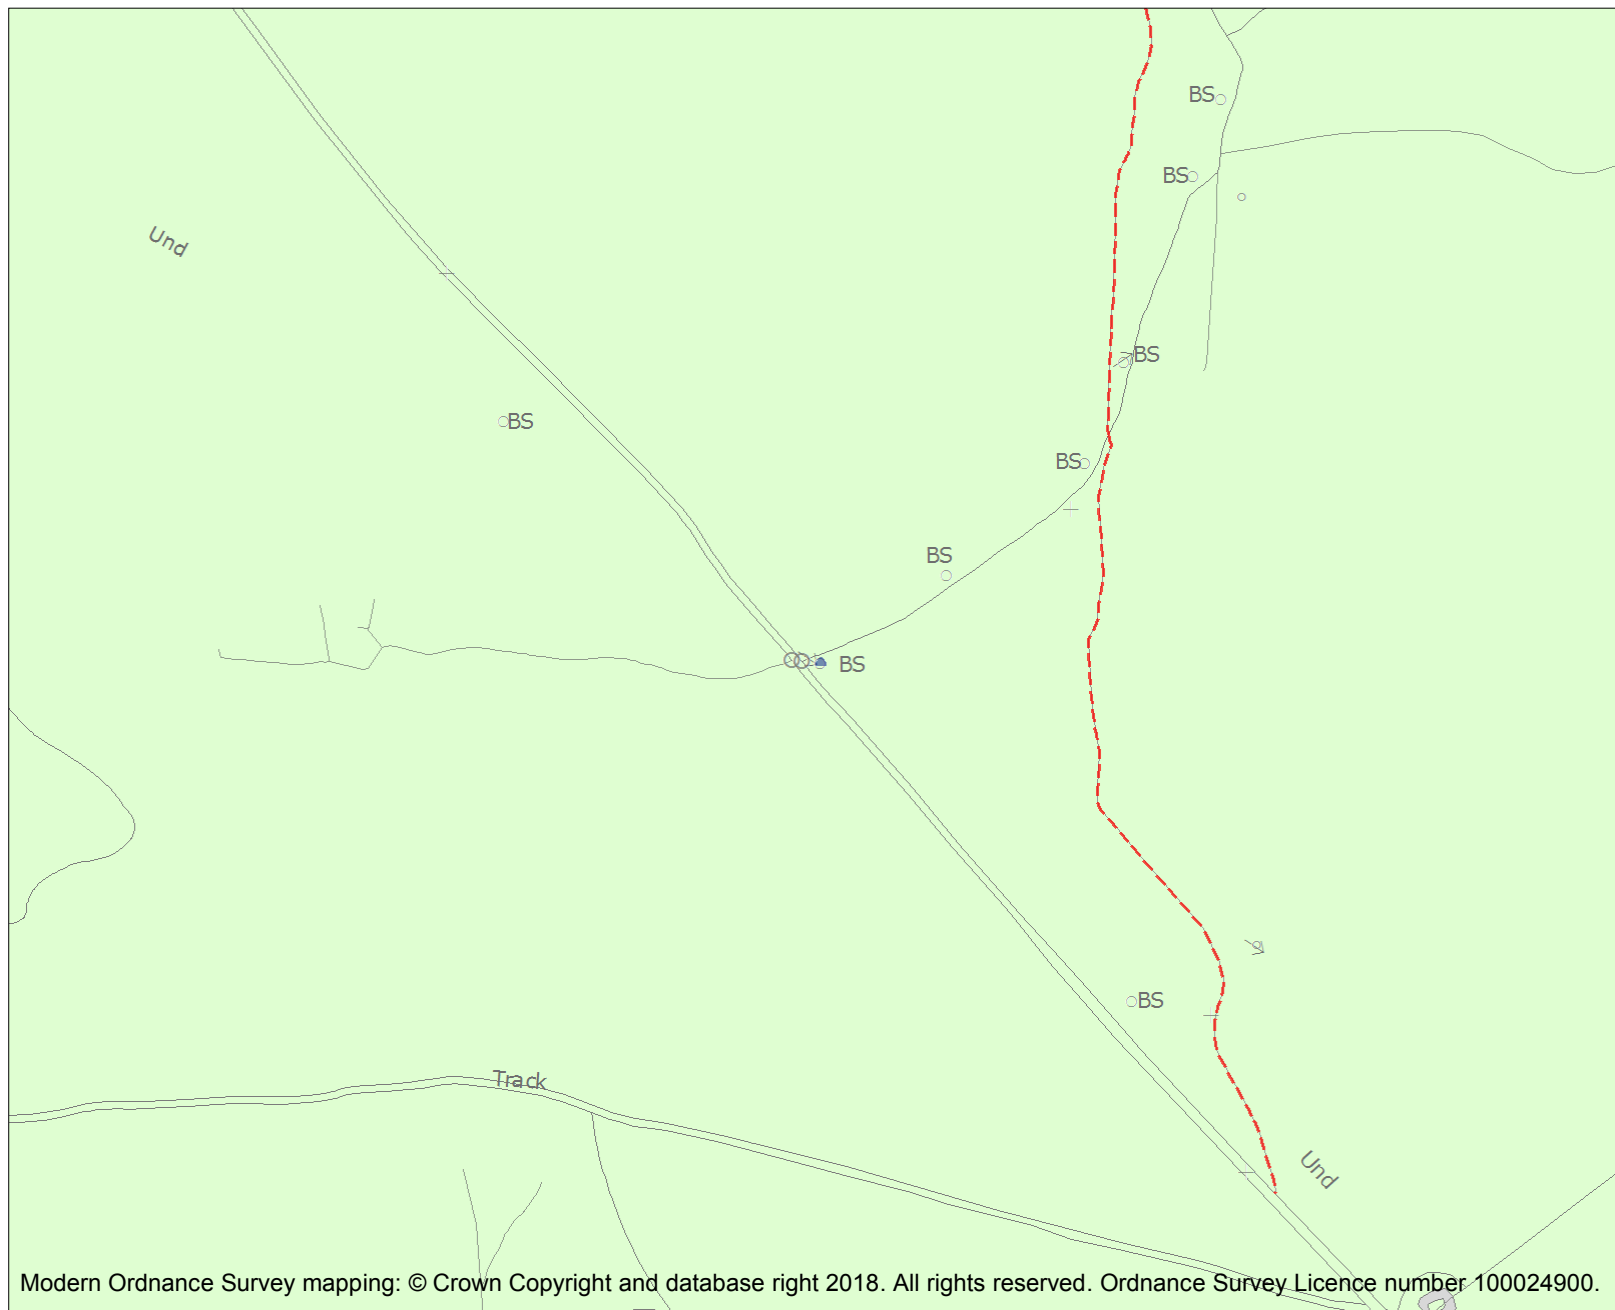 BS
BS
Und
BS
BS
BS
BS
BS
BS
Track
Und
Modern Ordnance Survey mapping: © Crown Copyright and database right 2018. All rights reserved. Ordnance Survey Licence number 100024900.